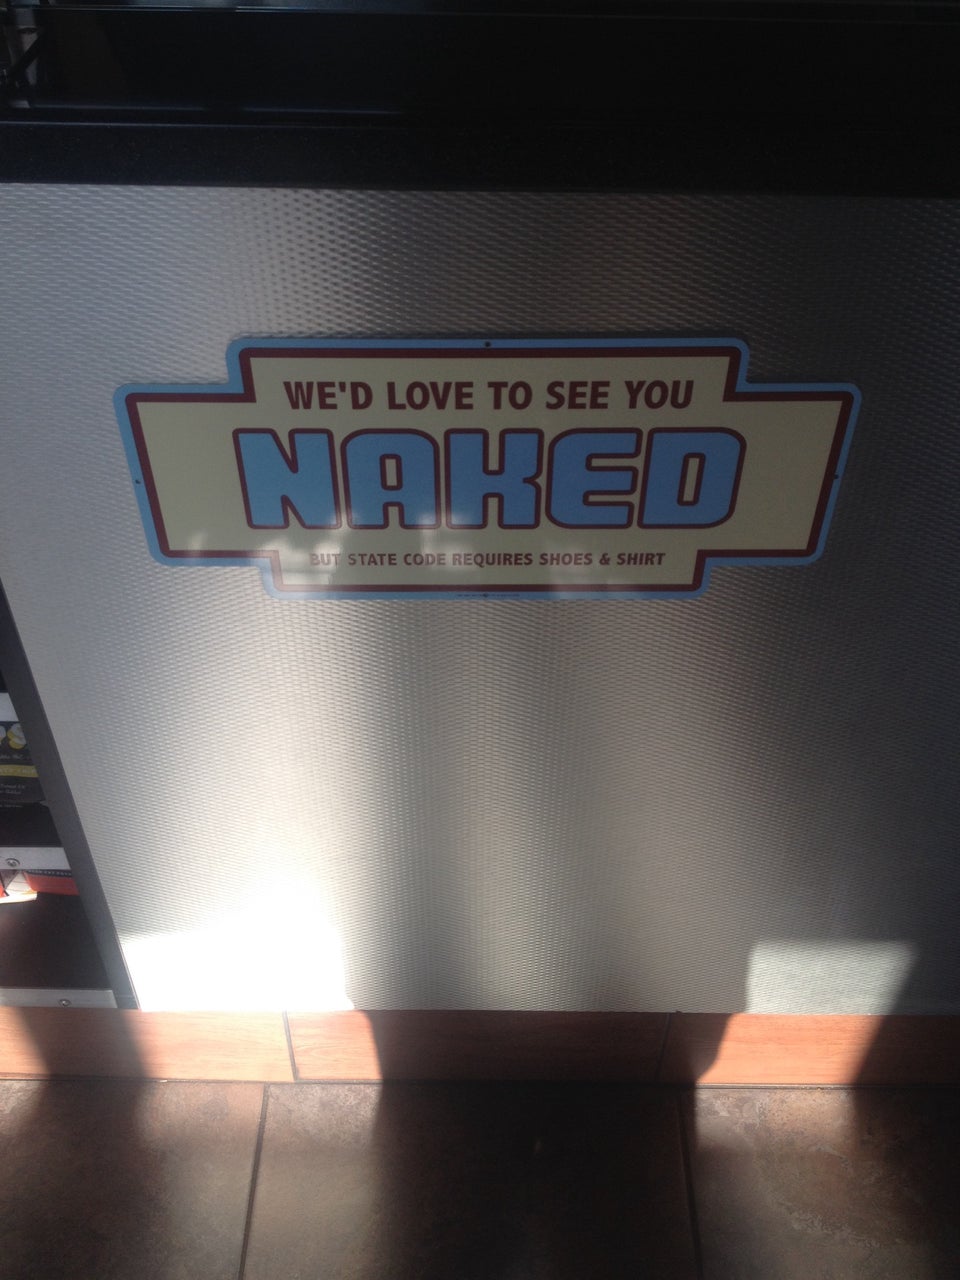 WE'D LOVE TO SEE YOU
NAKED
BUT STATE CODE REQUIRES SHOES & SHIRT